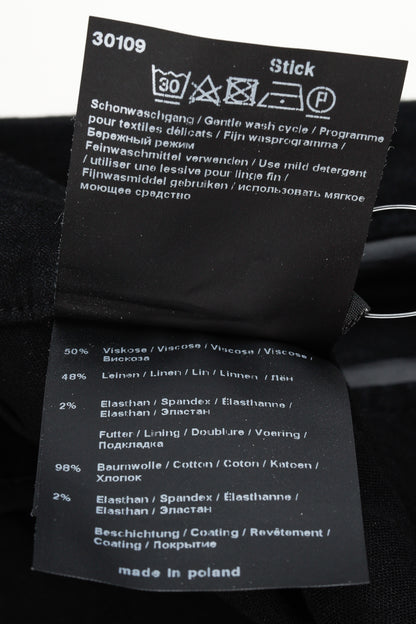 30109
Stick
30
P
Schonwaschgang / Gentle wash cycle / Programme
pour textiles délicats / Fijn wasprogramma /
Бережный режим
Feinwaschmittel verwenden / Use mild detergent
/ utiliser une lessive pour linge fin /
Fijnwasmiddel gebruiken / использовать мягкое
моющее средство
50% Viskose / Viscose / Viscose / Viscose /
Вискоза
48% Leinen / Linen / Lin / Linnen / Лён
2% Elasthan / Spandex / Élasthanne /
Elasthan / Эластан
Futter / Lining / Doublure / Voering /
Подкладка
98% Baumwolle / Cotton / Coton / Katoen /
Хлопок
2% Elasthan / Spandex / Élasthanne /
Elasthan / Эластан
Beschichtung / Coating / Revêtement /
Coating / Покрытие
made in poland